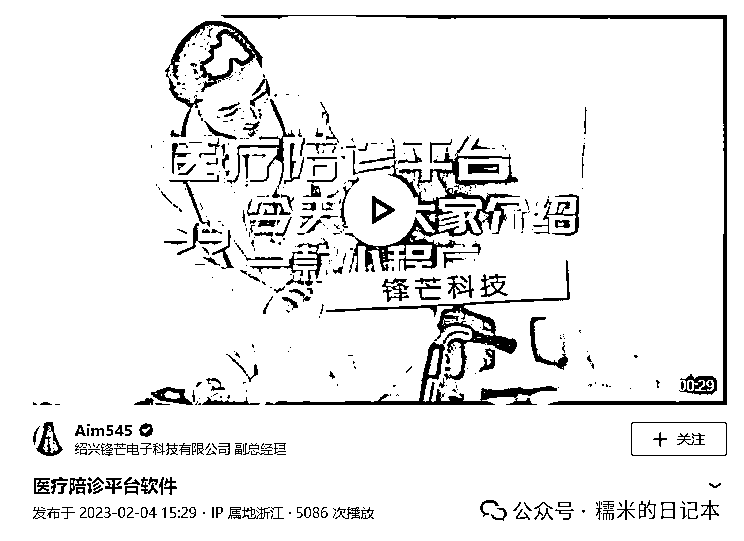 医疗陪诊平台
今天 大家介绍
一款小程序
锋芒科技
00:29
Aim545
绍兴锋芒电子科技有限公司 副总经理
+ 关注
医疗陪诊平台软件
发布于 2023-02-04 15:29 · IP 属地浙江 · 5086 次播放
公众号 · 糯米的日记本